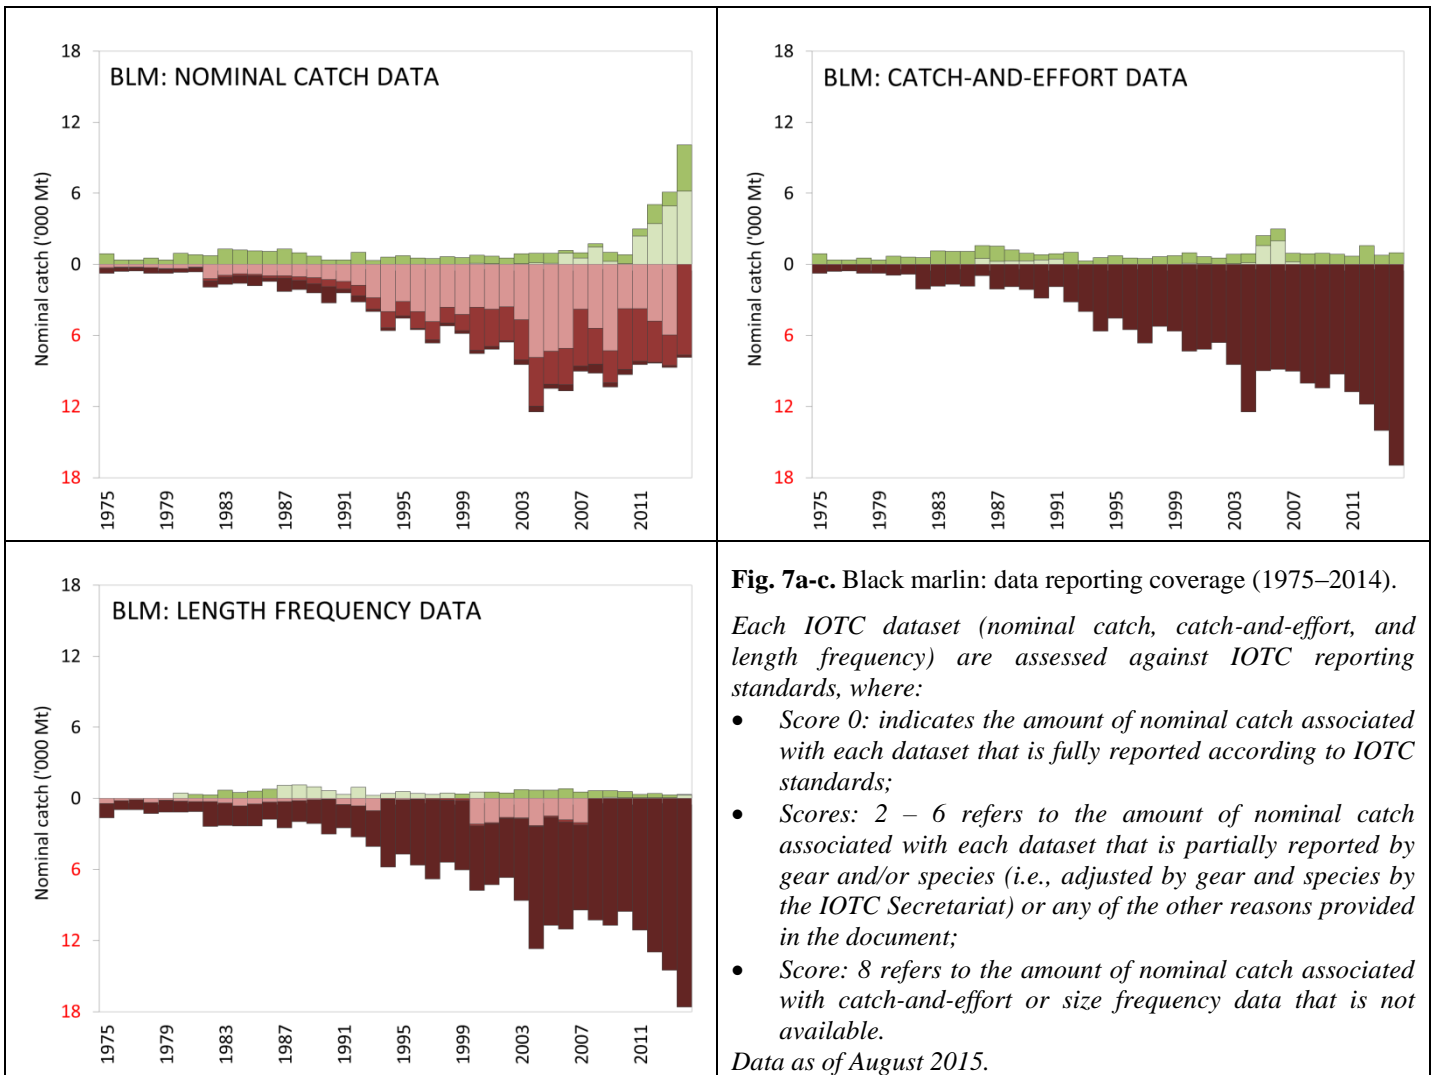 BLM: NOMINAL CATCH DATA
Nominal catch ('000 Mt)
18
12
6
0
6
12
18
1975
1979
1983
1987
1991
1995
1999
2003
2007
2011
BLM: CATCH-AND-EFFORT DATA
Nominal catch ('000 Mt)
18
12
6
0
6
12
18
1975
1979
1983
1987
1991
1995
1999
2003
2007
2011
BLM: LENGTH FREQUENCY DATA
Nominal catch ('000 Mt)
18
12
6
0
6
12
18
1975
1979
1983
1987
1991
1995
1999
2003
2007
2011
Fig. 7a-c. Black marlin: data reporting coverage (1975–2014).
Each IOTC dataset (nominal catch, catch-and-effort, and
length frequency) are assessed against IOTC reporting
standards, where:
• Score 0: indicates the amount of nominal catch associated
with each dataset that is fully reported according to IOTC
standards;
• Scores: 2 – 6 refers to the amount of nominal catch
associated with each dataset that is partially reported by
gear and/or species (i.e., adjusted by gear and species by
the IOTC Secretariat) or any of the other reasons provided
in the document;
• Score: 8 refers to the amount of nominal catch associated
with catch-and-effort or size frequency data that is not
available.
Data as of August 2015.